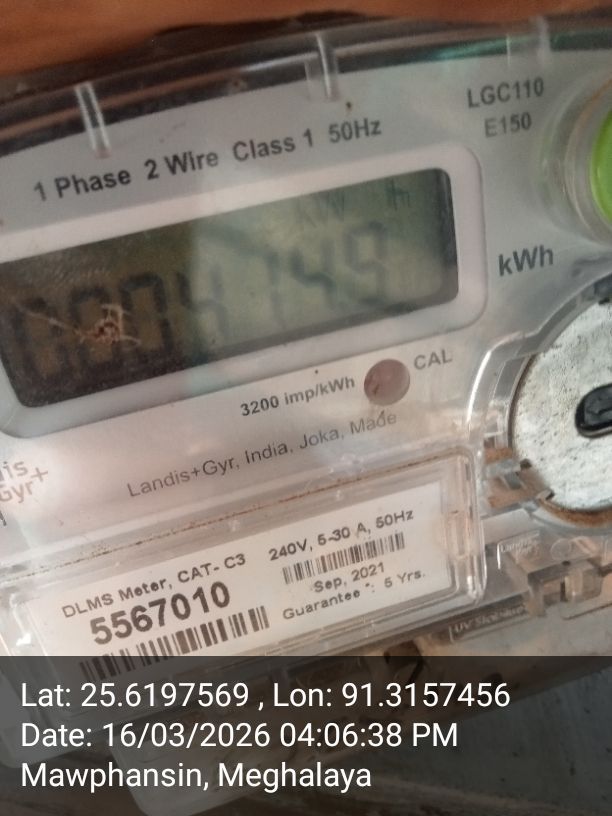 LGC110
E150
1 Phase 2 Wire Class 1 50Hz
kWh
kWh
CAL
3200 imp/kWh
Landis+Gyr, India, Joka, Made
Gyr+
DLMS Meter, CAT- C3
240V, 5-30 A, 50Hz
5567010
Sep, 2021
Guarantee : 5 Yrs.
Lat: 25.6197569 , Lon: 91.3157456
Date: 16/03/2026 04:06:38 PM
Mawphansin, Meghalaya